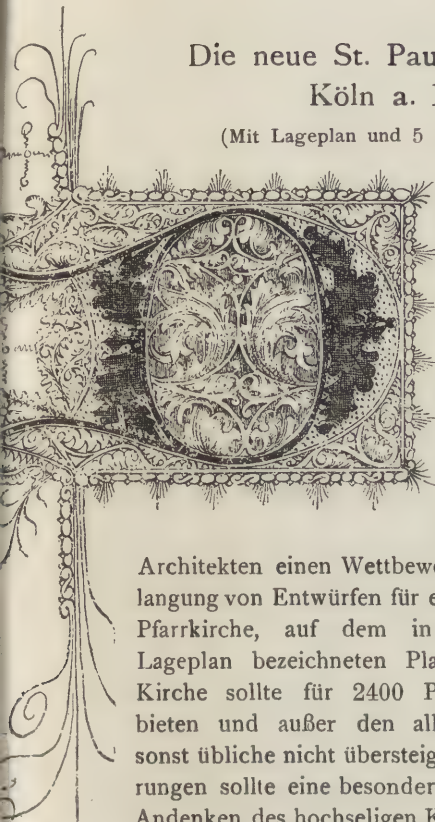 Die neue St. Pau
Köln a.
(Mit Lageplan und 5
D
Architekten einen Wettbewe
langung von Entwürfen für e
Pfarrkirche, auf dem in
Lageplan bezeichneten Pla
Kirche sollte für 2400 P
bieten und außer den all
sonst übliche nicht übersteig
rungen sollte eine besonder
Andenken des hochseligen K